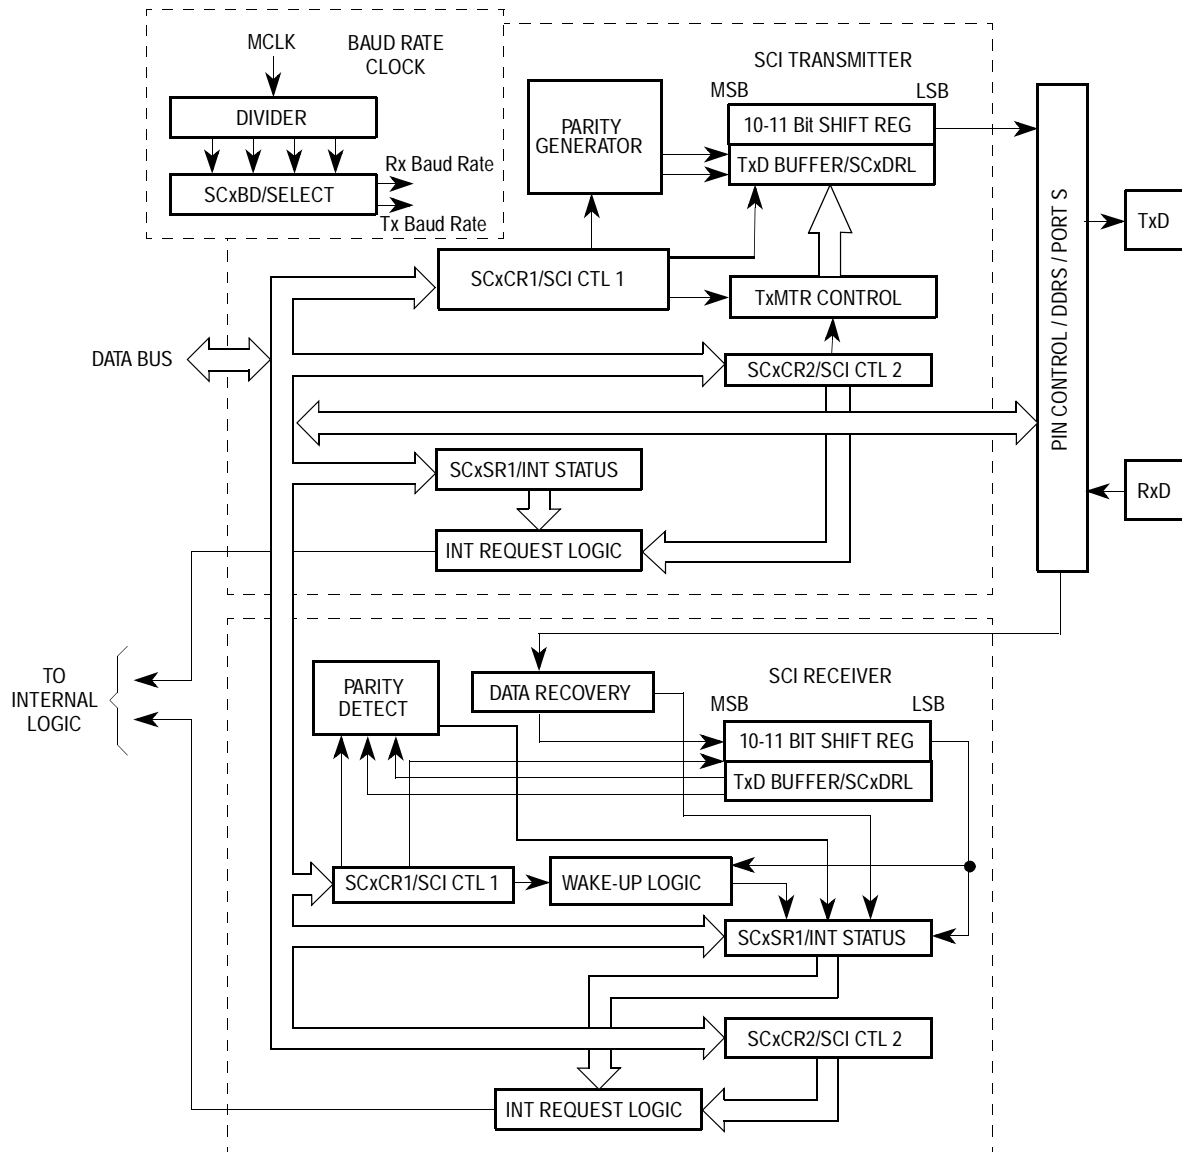 MCLK
BAUD RATE
CLOCK
DIVIDER
SCxBD/SELECT
Rx Baud Rate
Tx Baud Rate
SCI TRANSMITTER
MSB
LSB
PARITY
GENERATOR
10-11 Bit SHIFT REG
TxD BUFFER/SCxDRL
SCxCR1/SCI CTL 1
TxMTR CONTROL
DATA BUS
SCxCR2/SCI CTL 2
SCxSR1/INT STATUS
INT REQUEST LOGIC
PIN CONTROL / DDRS / PORT S
TxD
RxD
TO
INTERNAL
LOGIC
SCI RECEIVER
PARITY
DETECT
DATA RECOVERY
MSB
LSB
10-11 BIT SHIFT REG
TxD BUFFER/SCxDRL
SCxCR1/SCI CTL 1
WAKE-UP LOGIC
SCxSR1/INT STATUS
SCxCR2/SCI CTL 2
INT REQUEST LOGIC